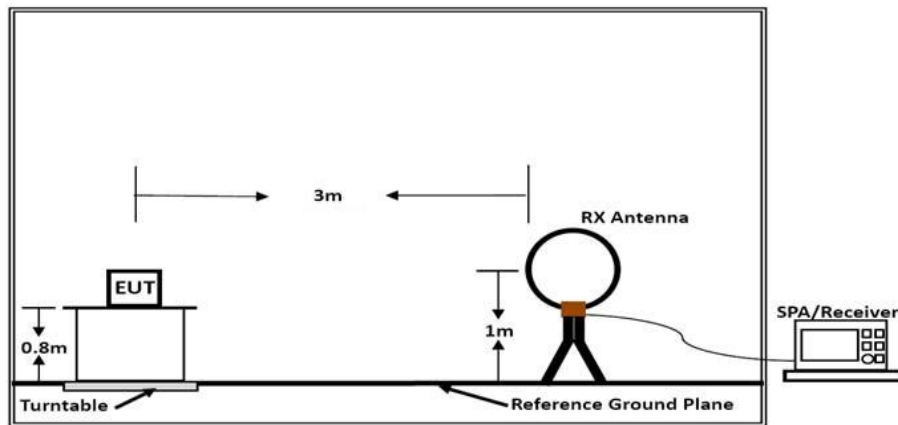 3m
RX Antenna
EUT
SPA/Receiver
0.8m
1m
Turntable
Reference Ground Plane